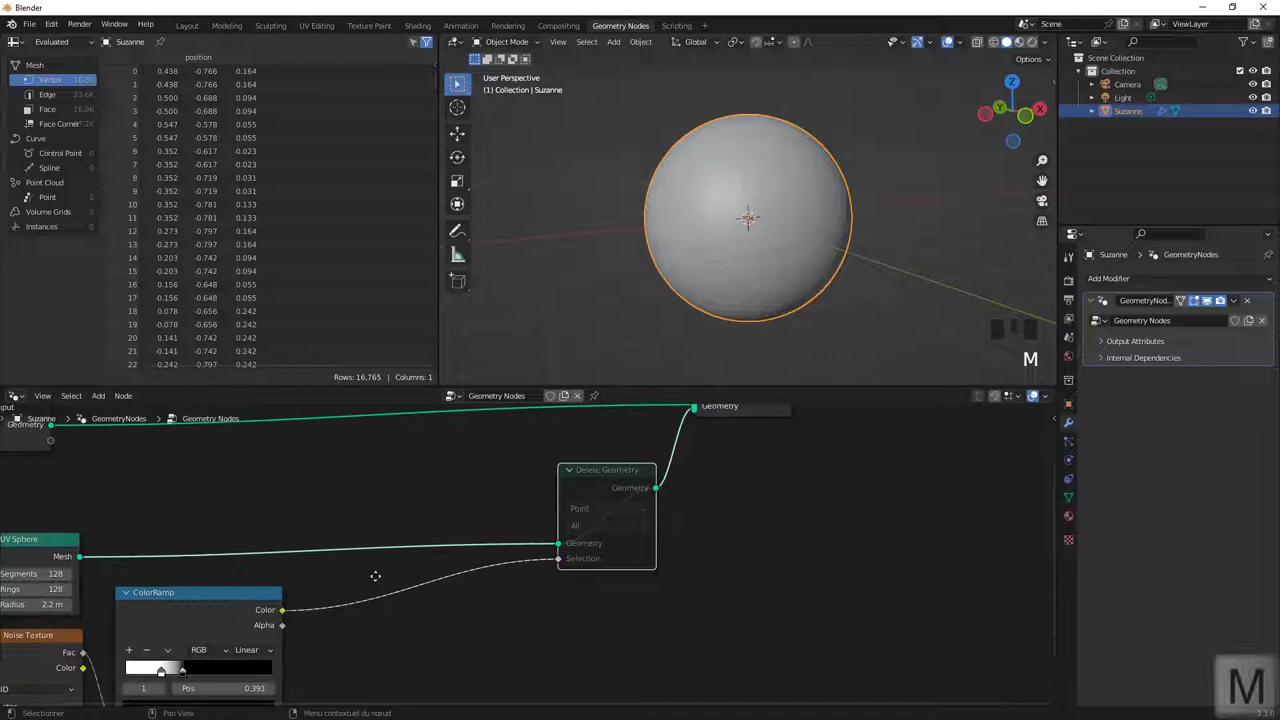 Blender
File Edit Render Window Help Layout Modeling Sculpting UV Editing Texture Paint Shading Animation Rendering Compositing Geometry Nodes Scripting + Scene ViewLayer
Evaluated Suzanne Object Mode View Select Add Object Global
Options
position
Mesh
Vertex 16.8K
Edge 33.6K
Face 16.9K
Face Corner
Curve
Control Point 0
Spline 0
Point Cloud
Point 0
Volume Grids 0
Instances 0
0 0.438 -0.766 0.164
1 -0.438 -0.766 0.164
2 0.500 -0.688 0.094
3 -0.500 -0.688 0.094
4 0.547 -0.578 0.055
5 -0.547 -0.578 0.055
6 0.352 -0.617 -0.023
7 -0.352 -0.617 -0.023
8 0.352 -0.719 0.031
9 -0.352 -0.719 0.031
10 0.352 -0.781 0.133
11 -0.352 -0.781 0.133
12 0.273 -0.797 0.164
13 -0.273 -0.797 0.164
14 0.203 -0.742 0.094
15 -0.203 -0.742 0.094
16 0.156 -0.648 0.055
17 -0.156 -0.648 0.055
18 0.078 -0.656 0.242
19 -0.078 -0.656 0.242
20 0.141 -0.742 0.242
21 -0.141 -0.742 0.242
22 0.242 -0.797 0.242
Rows: 16,765 | Columns: 1
User Perspective
(1) Collection | Suzanne
Z
Y
X
M
Scene Collection
Collection
Camera
Light
Suzanne
Suzanne > GeometryNodes
Add Modifier
GeometryNod..
Geometry Nodes
Output Attributes
Internal Dependencies
View Select Add Node Geometry Nodes
Suzanne > GeometryNodes > Geometry Nodes
Geometry
Geometry
Delete Geometry
Geometry
Point
All
Geometry
Selection
UV Sphere
Mesh
Segments 128
Rings 128
Radius 2.2 m
Noise Texture
Fac
Color
ColorRamp
Color
Alpha
+ − RGB Linear
1 Pos 0.391
M
Sélectionner Pan View Menu contextuel du nœud 3.3.0